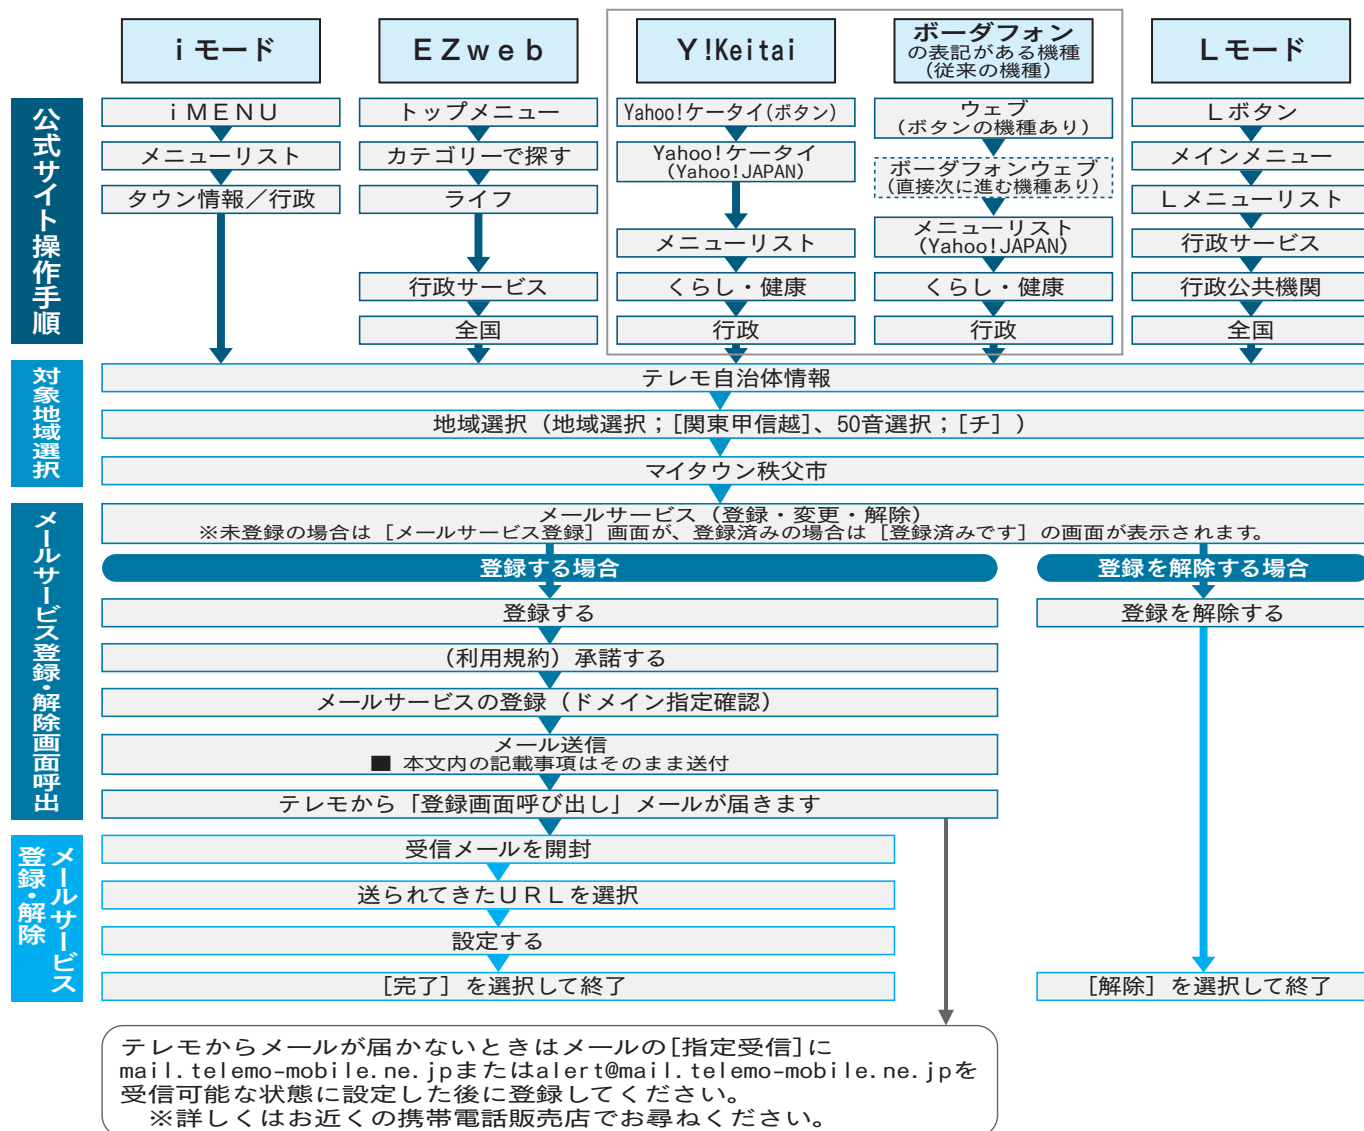 iモード
EZweb
Y!Keitai
ボーダフォン
の表記がある機種
(従来の機種)
Lモード
公式サイト操作手順
iMENU
メニューリスト
タウン情報／行政
トップメニュー
カテゴリーで探す
ライフ
行政サービス
全国
Yahoo!ケータイ(ボタン)
Yahoo!ケータイ
(Yahoo!JAPAN)
メニューリスト
くらし・健康
行政
ウェブ
(ボタンの機種あり)
ボーダフォンウェブ
(直接次に進む機種あり)
メニューリスト
(Yahoo!JAPAN)
くらし・健康
行政
Lボタン
メインメニュー
Lメニューリスト
行政サービス
行政公共機関
全国
対象地域選択
テレモ自治体情報
地域選択（地域選択；[関東甲信越]、50音選択；[チ]）
マイタウン秩父市
メールサービス登録・解除画面呼出
メールサービス（登録・変更・解除）
※未登録の場合は［メールサービス登録］画面が、登録済みの場合は［登録済みです］の画面が表示されます。
登録する場合
登録する
(利用規約）承諾する
メールサービスの登録（ドメイン指定確認）
メール送信
■ 本文内の記載事項はそのまま送付
テレモから「登録画面呼び出し」メールが届きます
登録を解除する場合
登録を解除する
メールサービス
登録・解除
受信メールを開封
送られてきたURLを選択
設定する
［完了］を選択して終了
［解除］を選択して終了
テレモからメールが届かないときはメールの[指定受信]に
mail.telemo-mobile.ne.jpまたはalert@mail.telemo-mobile.ne.jpを
受信可能な状態に設定した後に登録してください。
※詳しくはお近くの携帯電話販売店でお尋ねください。